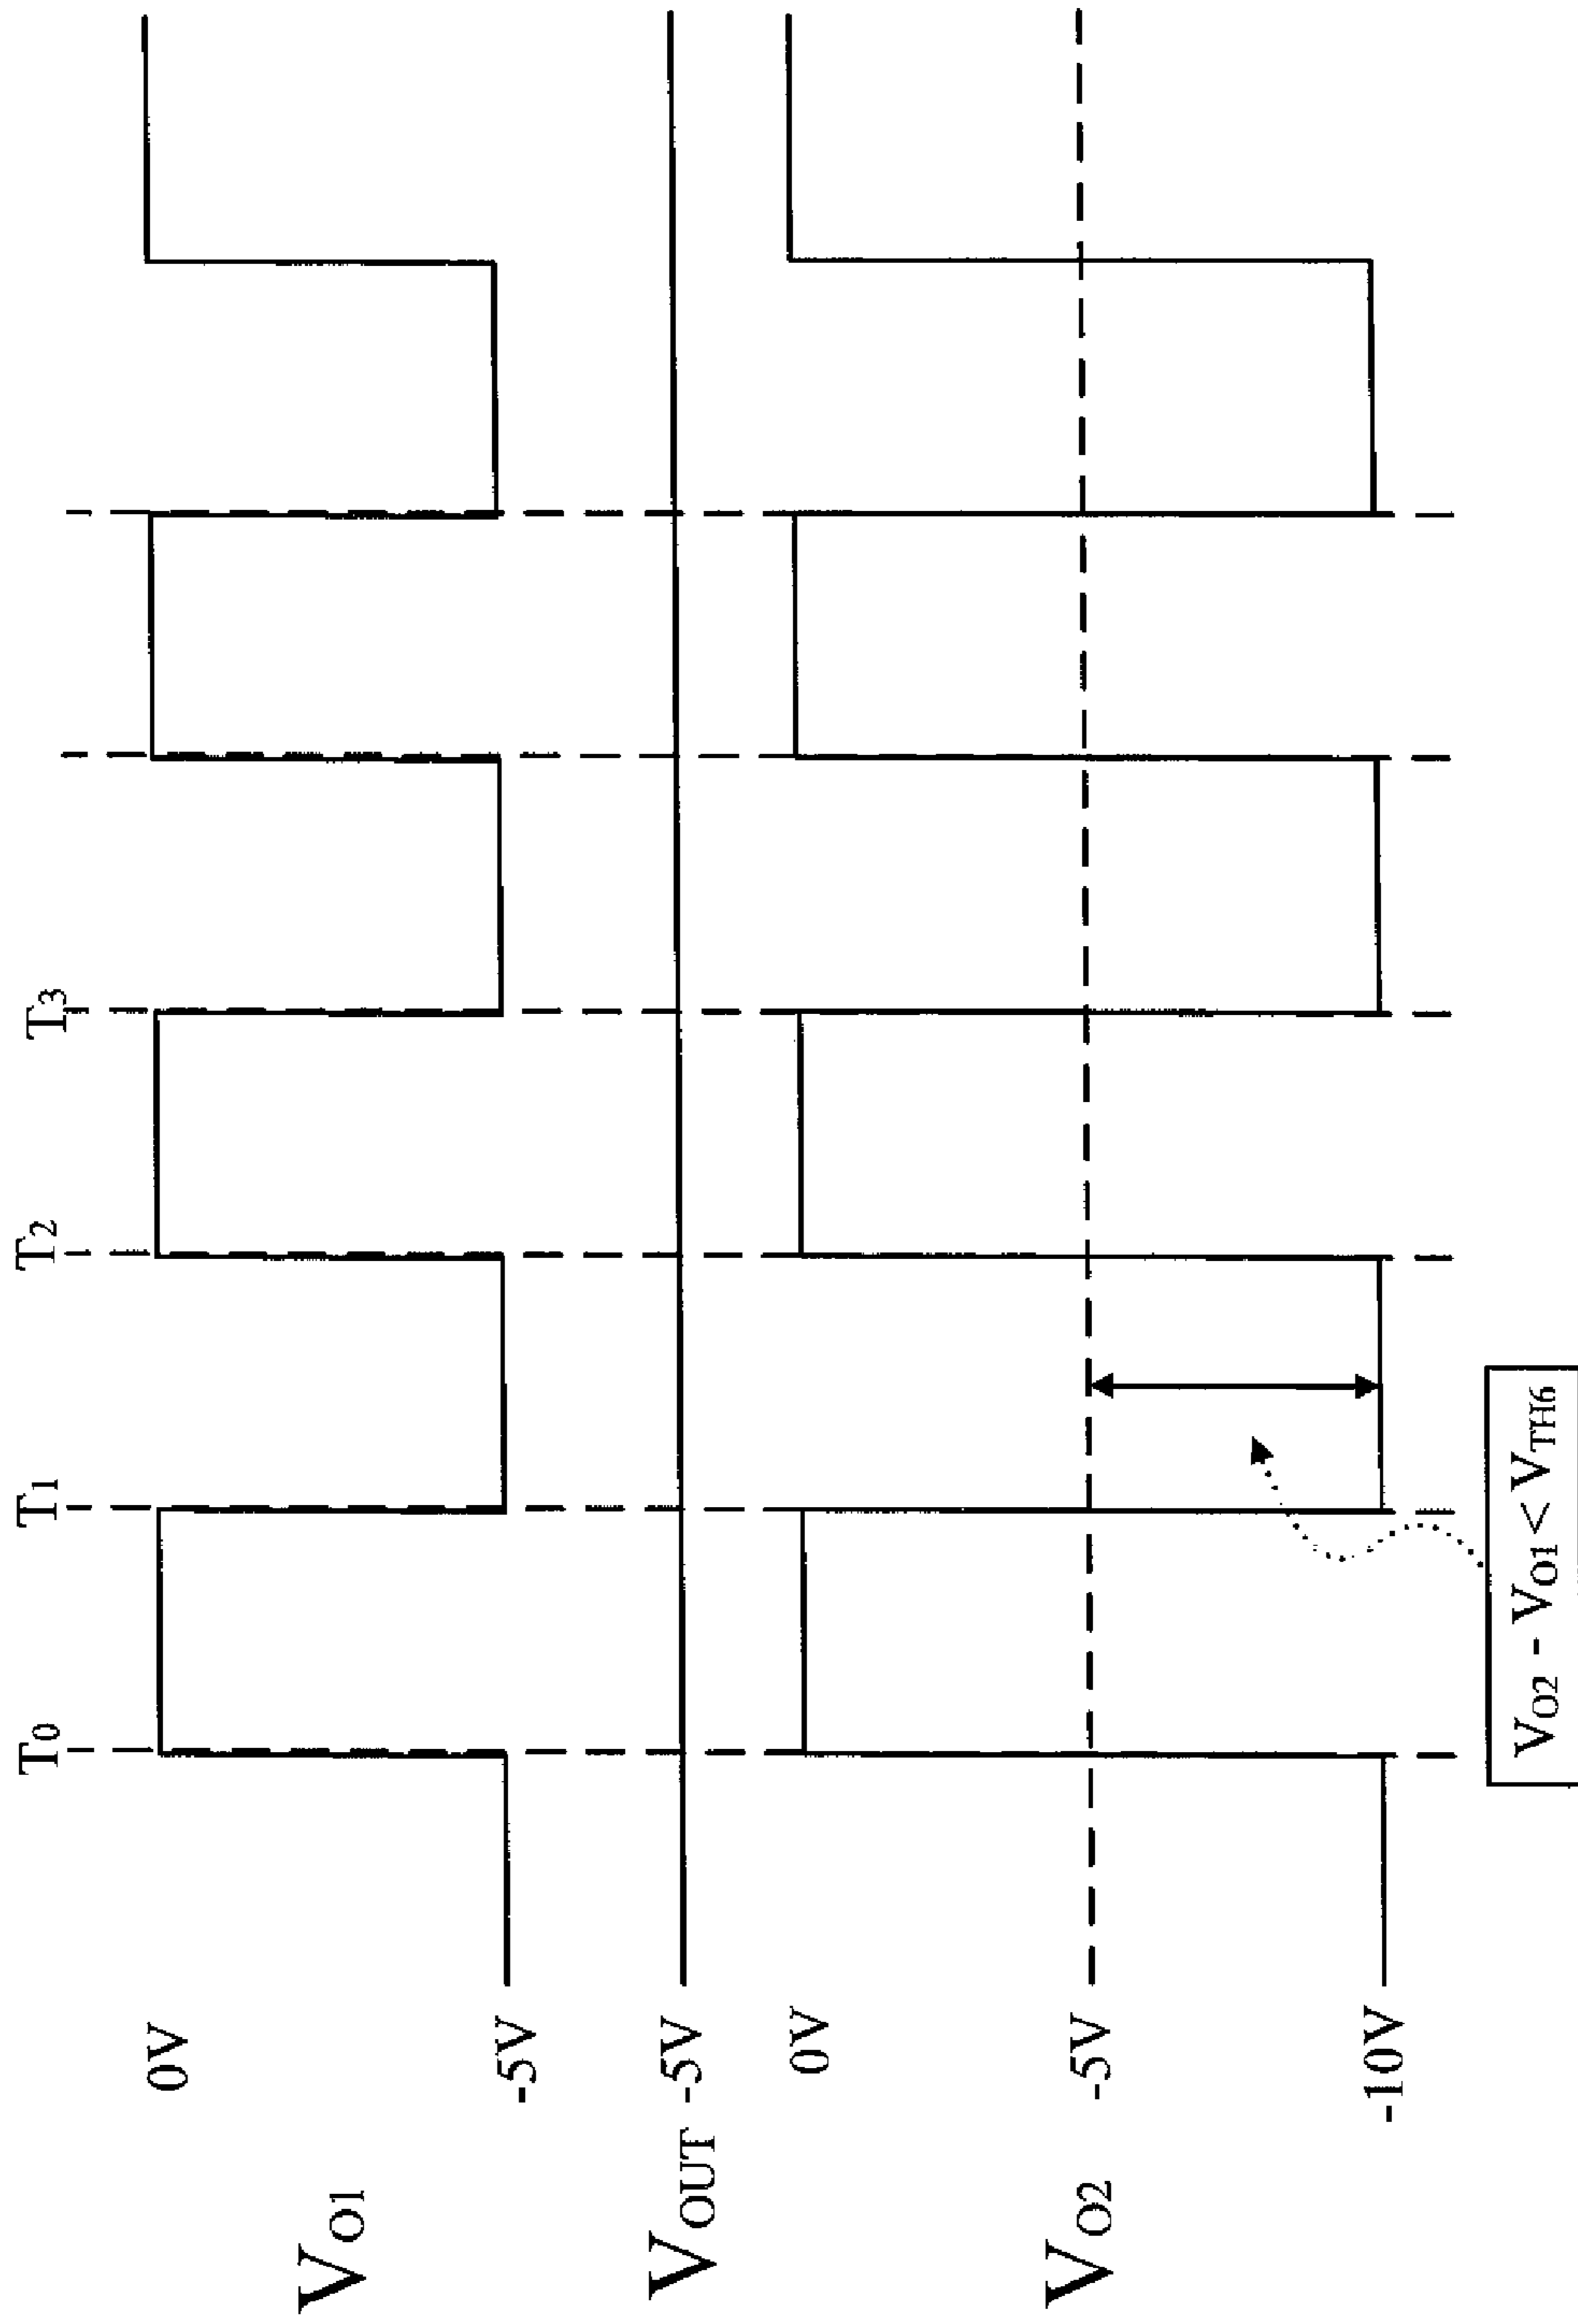 T0 T1 T2 T3
VO1
0V
-5V
VOUT -5V
VO2
0V
-5V
-10V
VO2 - VO1 < VTH6